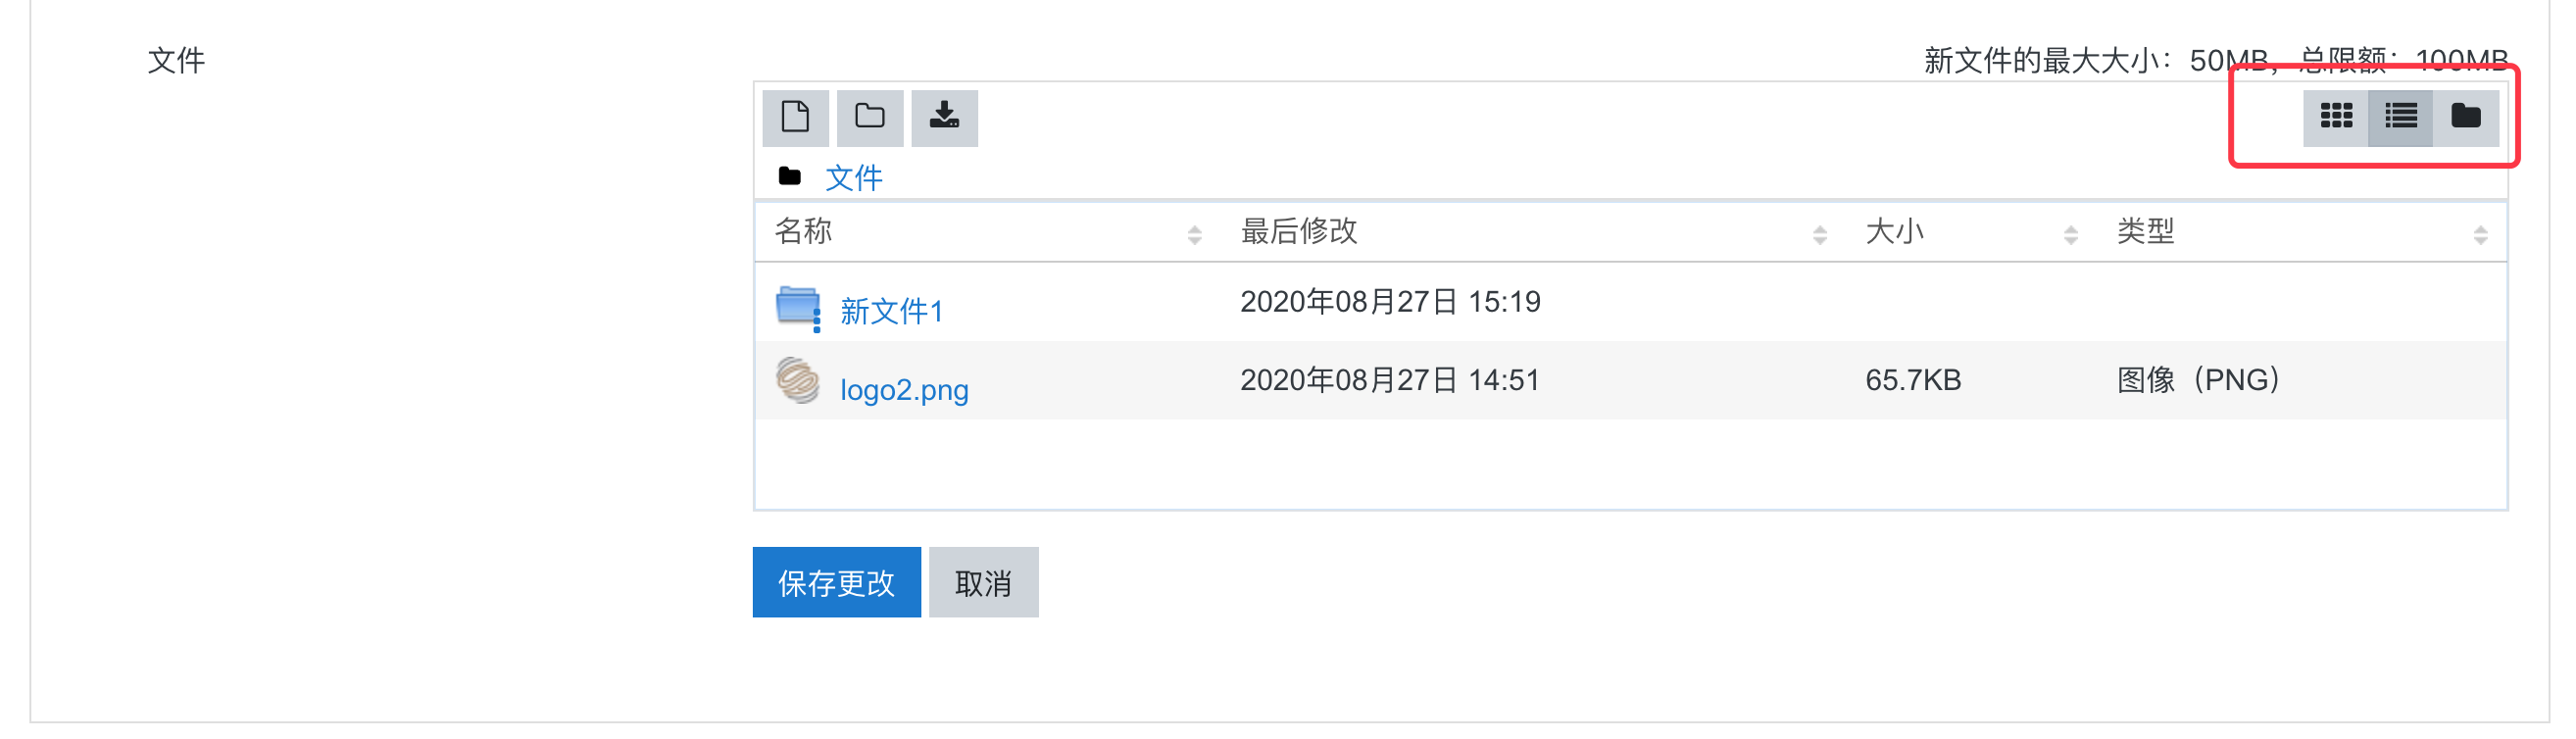 文件
新文件的最大大小：50MB，总限额：100MB
文件
名称 最后修改 大小 类型
新文件1 2020年08月27日 15:19
logo2.png 2020年08月27日 14:51 65.7KB 图像（PNG）
保存更改 取消